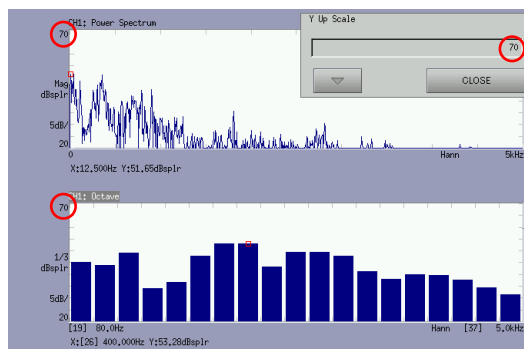 CH1: Power Spectrum
Y Up Scale
70
70
CLOSE
Mag
dBsplr
5dB/
20
0
Hann
5kHz
X:12,500Hz Y:51.65dBsplr
CH1: Octave
70
1/3
dBsplr
5dB/
20
[19] 80.0Hz
Hann [37] 5.0kHz
X:[26] 400,000Hz Y:53.28dBsplr